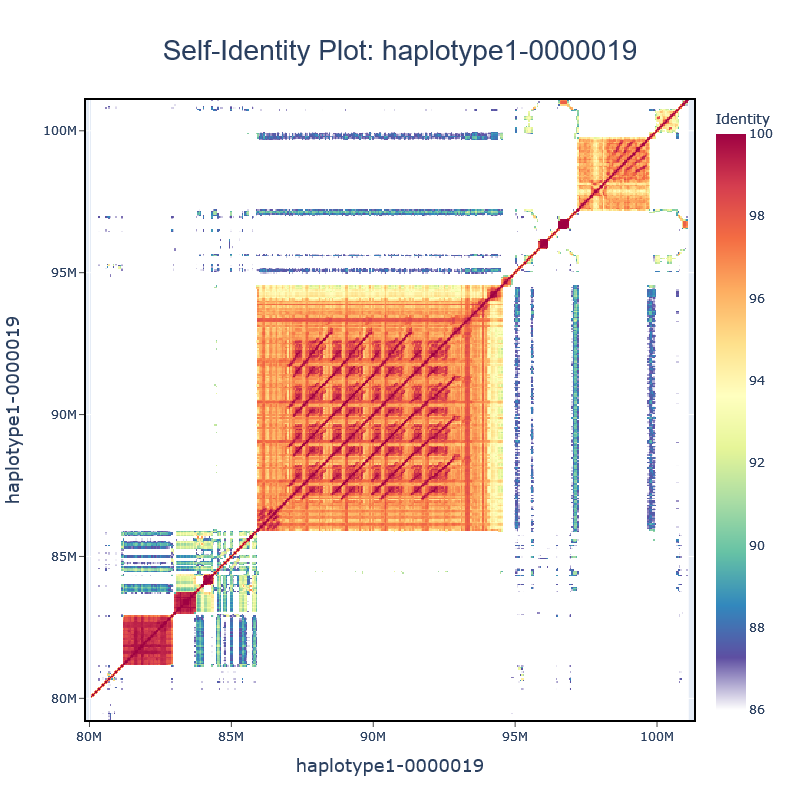 Self-Identity Plot: haplotype1-0000019
Identity
100
98
96
94
92
90
88
86
100M
95M
90M
85M
80M
haplotype1-0000019
80M 85M 90M 95M 100M
haplotype1-0000019